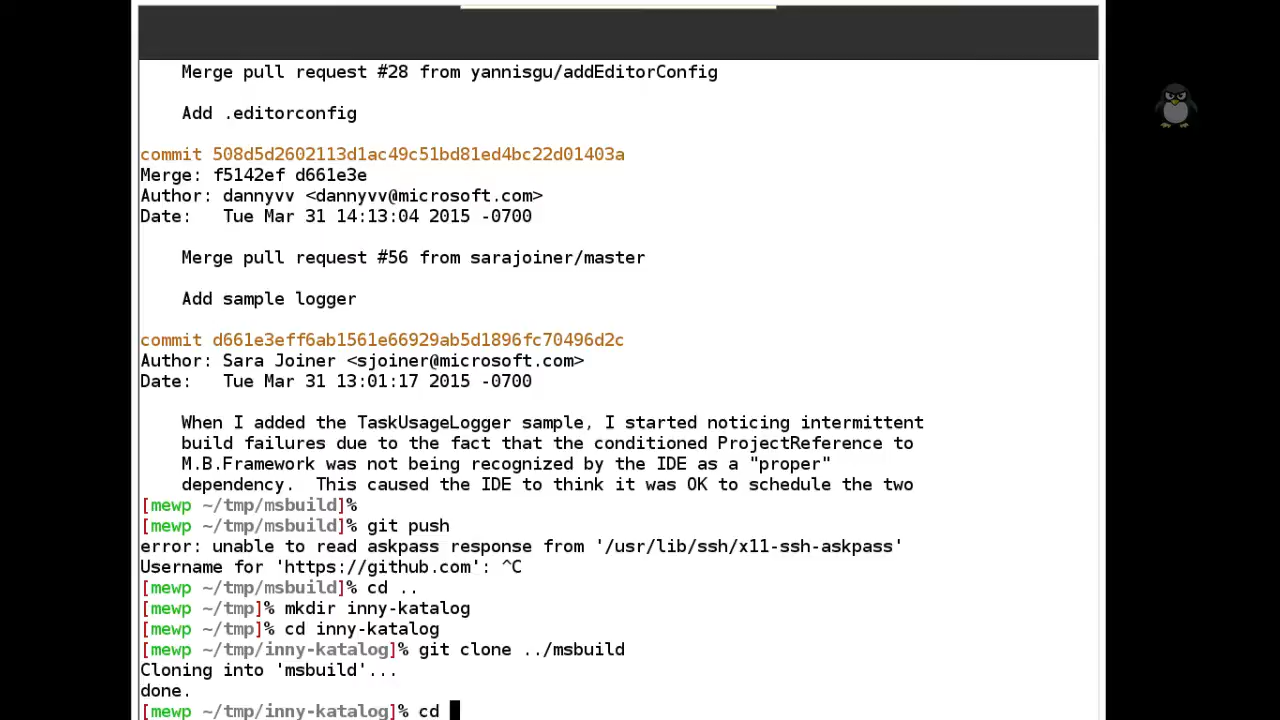 Merge pull request #28 from yannisgu/addEditorConfig
Add .editorconfig
commit 508d5d2602113d1ac49c51bd81ed4bc22d01403a
Merge: f5142ef d661e3e
Author: dannyvv <dannyvv@microsoft.com>
Date:   Tue Mar 31 14:13:04 2015 -0700
Merge pull request #56 from sarajoiner/master
Add sample logger
commit d661e3eff6ab1561e66929ab5d1896fc70496d2c
Author: Sara Joiner <sjoiner@microsoft.com>
Date:   Tue Mar 31 13:01:17 2015 -0700
When I added the TaskUsageLogger sample, I started noticing intermittent
build failures due to the fact that the conditioned ProjectReference to
M.B.Framework was not being recognized by the IDE as a "proper"
dependency.  This caused the IDE to think it was OK to schedule the two
[mewp ~/tmp/msbuild]%
[mewp ~/tmp/msbuild]% git push
error: unable to read askpass response from '/usr/lib/ssh/x11-ssh-askpass'
Username for 'https://github.com': ^C
[mewp ~/tmp/msbuild]% cd ..
[mewp ~/tmp]% mkdir inny-katalog
[mewp ~/tmp]% cd inny-katalog
[mewp ~/tmp/inny-katalog]% git clone ../msbuild
Cloning into 'msbuild'...
done.
[mewp ~/tmp/inny-katalog]% cd